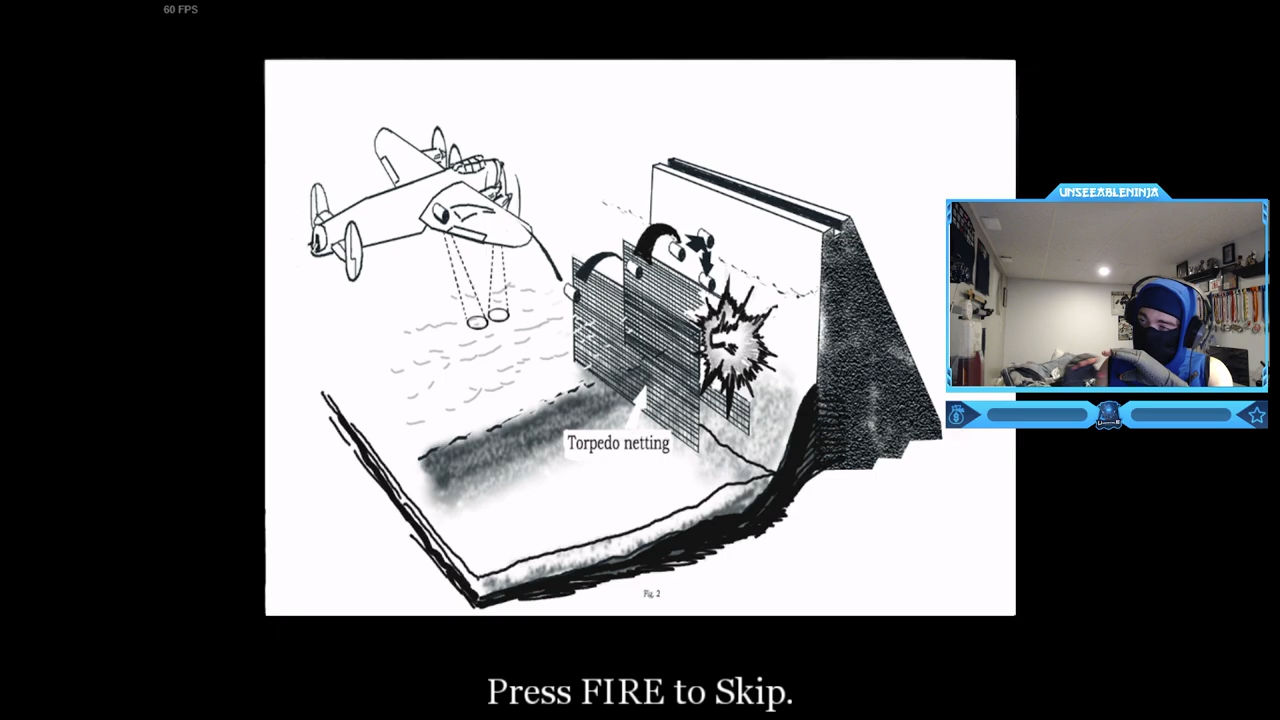 60 FPS
UNSEEABLENINJA
Torpedo netting
Fig. 2
Press FIRE to Skip.